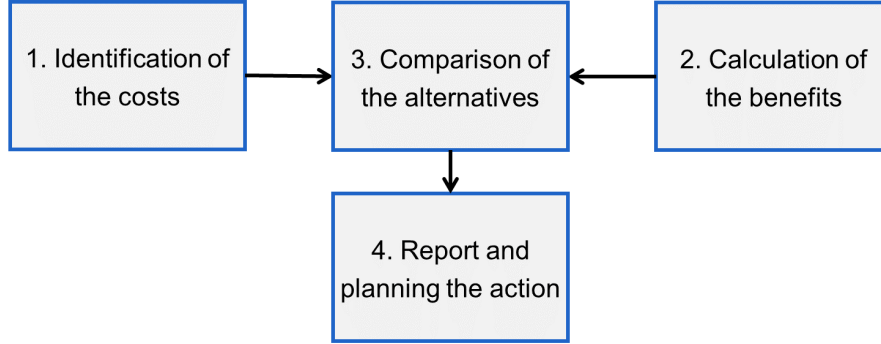 1. Identification of
the costs
3. Comparison of
the alternatives
2. Calculation of
the benefits
4. Report and
planning the action